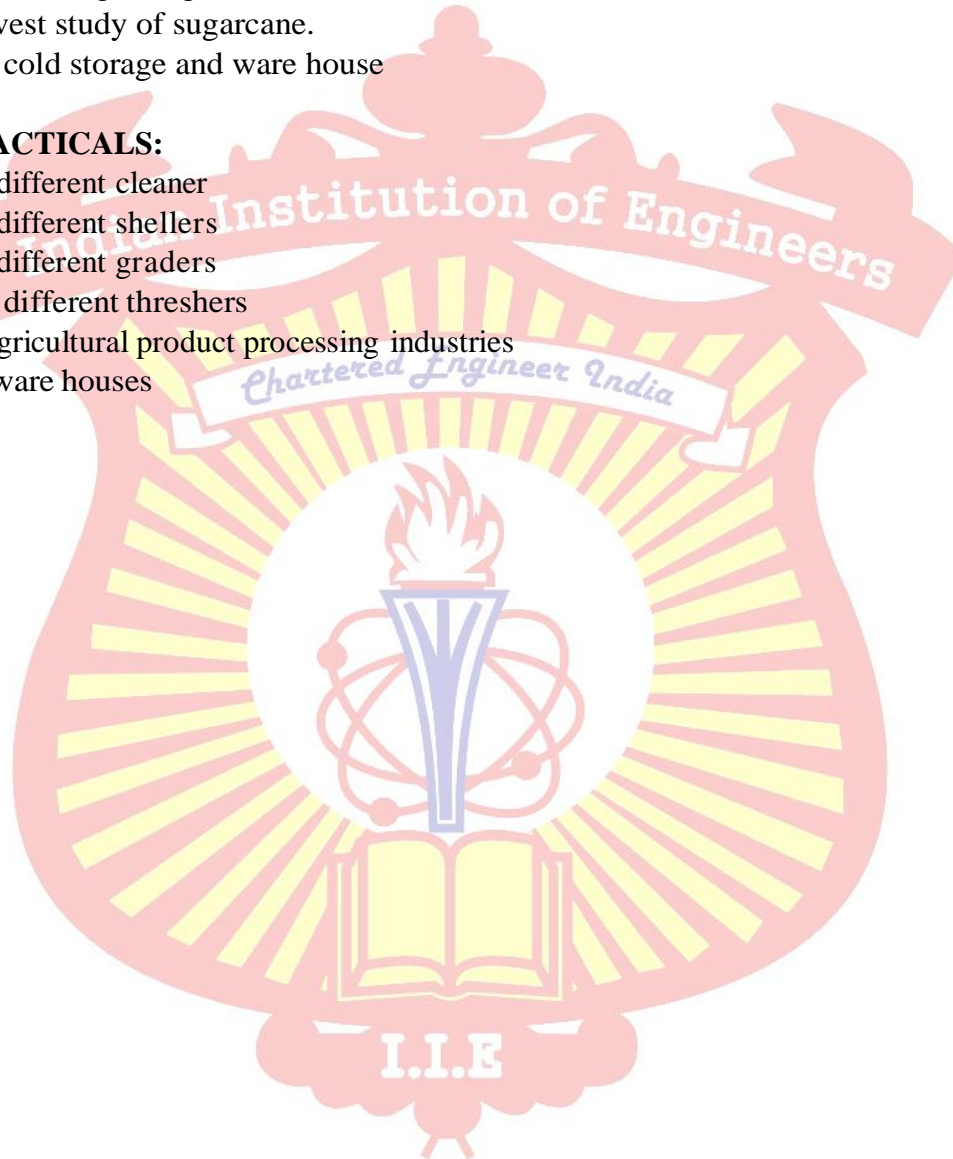 vest study of sugarcane.
cold storage and ware house
ACTICALS:
different cleaner
different shellers
Indian Institution of Engineers
different graders
different threshers
gricultural product processing industries
ware houses
Chartered Engineer India
I.I.E